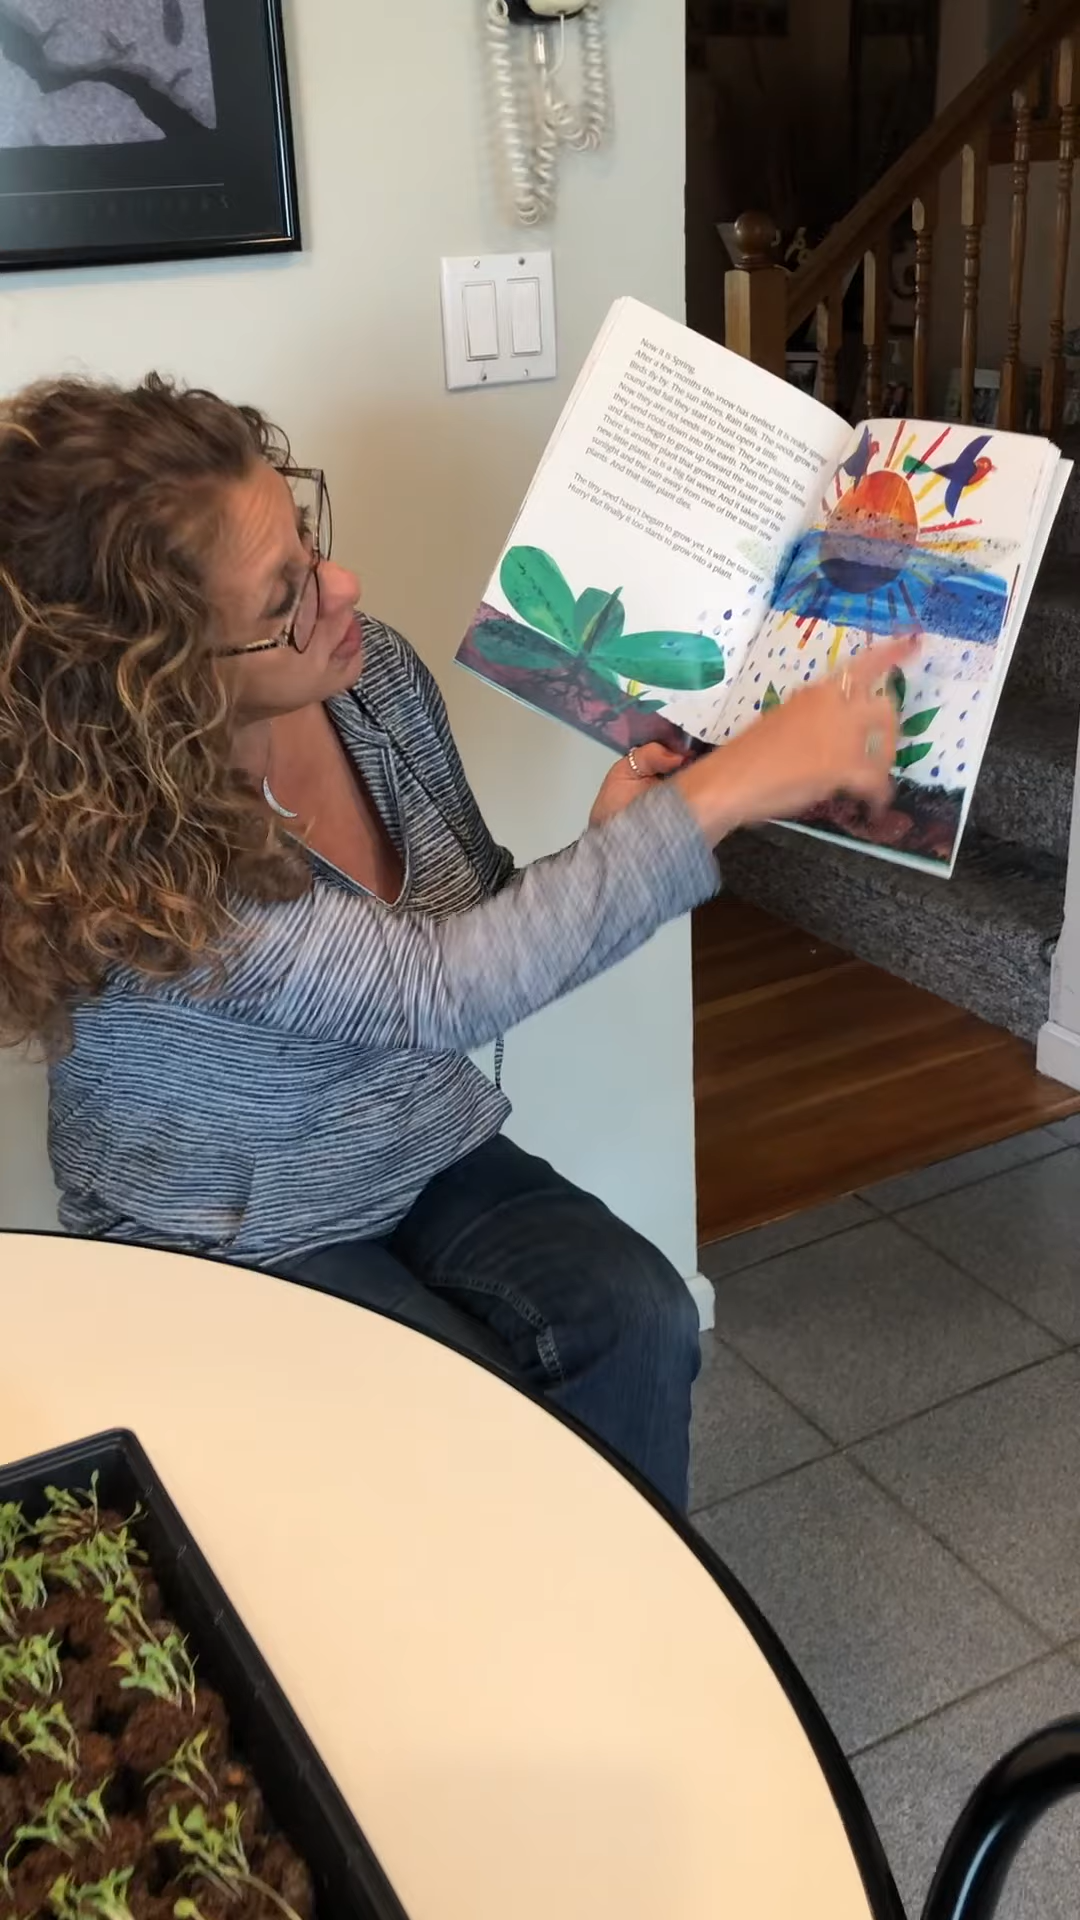 Now it is Spring.
After a few months the snow has melted. It is really spring!
Birds fly by. The sun shines. Rain falls. The seeds grow so
round and full they start to burst open a little.
Now they are not seeds any more. They are plants. First
they send roots down into the earth. Then their little stems
and leaves begin to grow up toward the sun and air.
There is another plant that grows much faster than the
new little plants. It is a big fat weed. And it takes all the
sunlight and the rain away from one of the small new
plants. And that little plant dies.
The tiny seed hasn't begun to grow yet. It will be too late!
Hurry! But finally it too starts to grow into a plant.